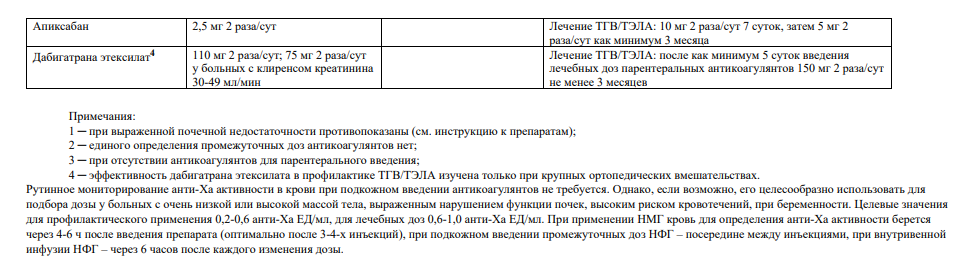 Апиксабан
2,5 мг 2 раза/сут
Лечение ТГВ/ТЭЛА: 10 мг 2 раза/сут 7 суток, затем 5 мг 2
раза/сут как минимум 3 месяца
Дабигатрана этексилат⁴
110 мг 2 раза/сут; 75 мг 2 раза/сут
у больных с клиренсом креатинина
30-49 мл/мин
Лечение ТГВ/ТЭЛА: после как минимум 5 суток введения
лечебных доз парентеральных антикоагулянтов 150 мг 2 раза/сут
не менее 3 месяцев
Примечания:
1 ─ при выраженной почечной недостаточности противопоказаны (см. инструкцию к препаратам);
2 ─ единого определения промежуточных доз антикоагулянтов нет;
3 ─ при отсутствии антикоагулянтов для парентерального введения;
4 ─ эффективность дабигатрана этексилата в профилактике ТГВ/ТЭЛА изучена только при крупных ортопедических вмешательствах.
Рутинное мониторирование анти-Ха активности в крови при подкожном введении антикоагулянтов не требуется. Однако, если возможно, его целесообразно использовать для
подбора дозы у больных с очень низкой или высокой массой тела, выраженным нарушением функции почек, высоким риском кровотечений, при беременности. Целевые значения
для профилактического применения 0,2-0,6 анти-Ха ЕД/мл, для лечебных доз 0,6-1,0 анти-Ха ЕД/мл. При применении НМГ кровь для определения анти-Ха активности берется
через 4-6 ч после введения препарата (оптимально после 3-4-х инъекций), при подкожном введении промежуточных доз НФГ – посередине между инъекциями, при внутривенной
инфузии НФГ – через 6 часов после каждого изменения дозы.